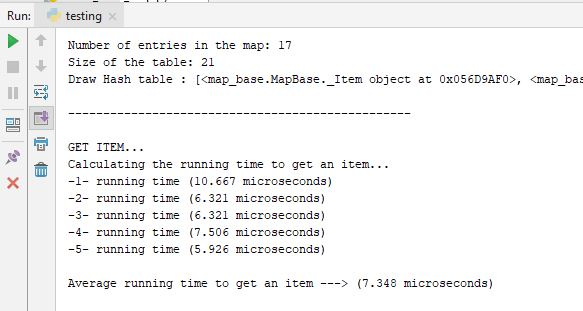 Run: testing
Number of entries in the map: 17
Size of the table: 21
Draw Hash table : [<map_base.MapBase._Item object at 0x056D9AF0>, <map_bas
------------------------------------------------
GET ITEM...
Calculating the running time to get an item...
-1- running time (10.667 microseconds)
-2- running time (6.321 microseconds)
-3- running time (6.321 microseconds)
-4- running time (7.506 microseconds)
-5- running time (5.926 microseconds)
Average running time to get an item ---> (7.348 microseconds)